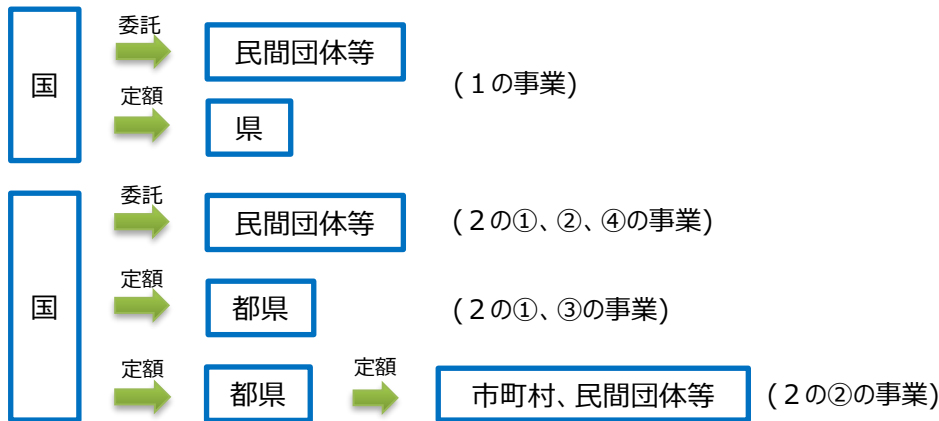 委託
国
民間団体等
(１の事業)
定額
県
委託
国
民間団体等
(２の①、②、④の事業)
定額
都県
(２の①、③の事業)
定額
都県
定額
市町村、民間団体等
(２の②の事業)